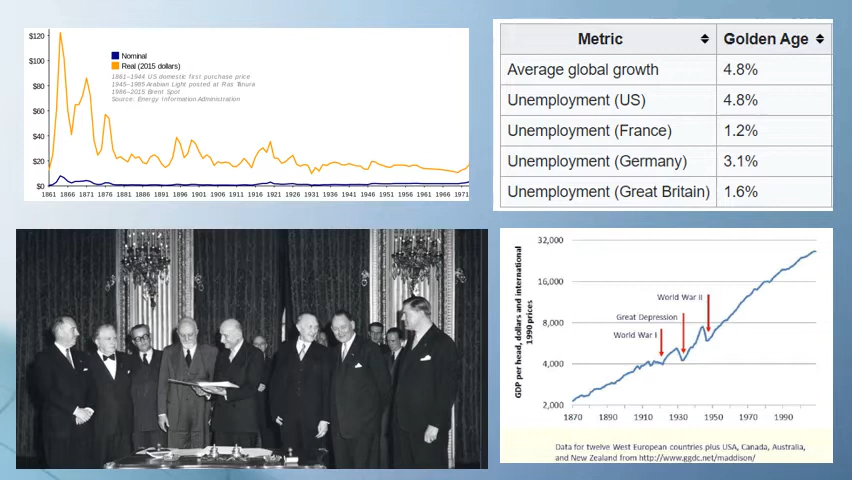 $120
$100
$80
$60
$40
$20
$0
Nominal
Real (2015 dollars)
1861–1944 US domestic first purchase price
1945–1985 Arabian Light posted at Ras Tanura
1986–2015 Brent Spot
Source: Energy Information Administration
1861 1866 1871 1876 1881 1886 1891 1896 1901 1906 1911 1916 1921 1926 1931 1936 1941 1946 1951 1956 1961 1966 1971
Metric Golden Age
Average global growth 4.8%
Unemployment (US) 4.8%
Unemployment (France) 1.2%
Unemployment (Germany) 3.1%
Unemployment (Great Britain) 1.6%
GDP per head, dollars and international
1990 prices
32,000
16,000
8,000
4,000
2,000
World War II
Great Depression
World War I
1870 1890 1910 1930 1950 1970 1990
Data for twelve West European countries plus USA, Canada, Australia,
and New Zealand from http://www.ggdc.net/maddison/